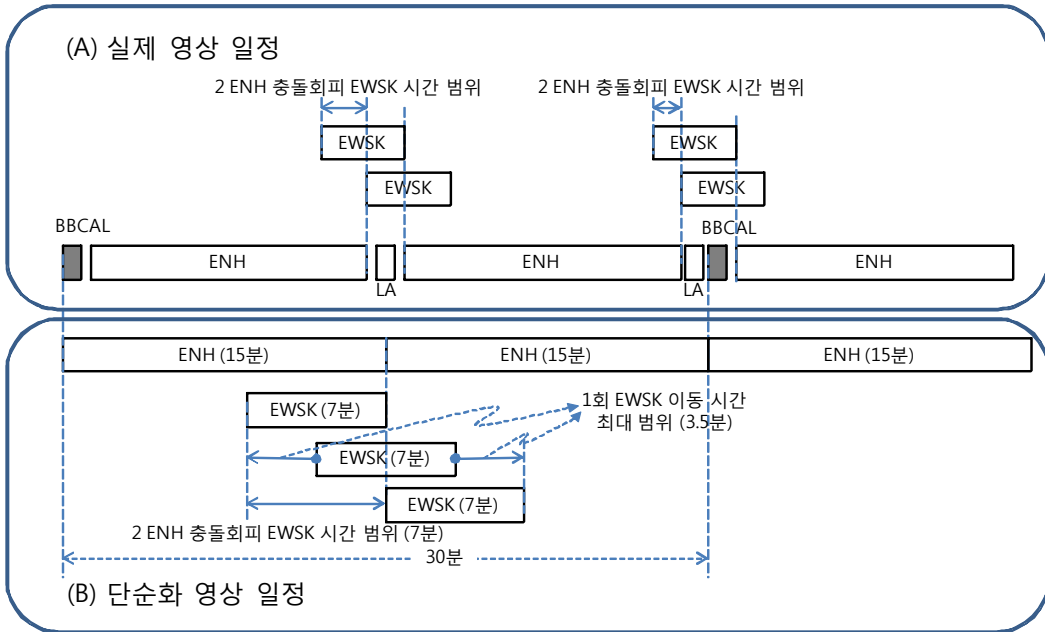 (A) 실제 영상 일정
2 ENH 충돌회피 EWSK 시간 범위
2 ENH 충돌회피 EWSK 시간 범위
EWSK
EWSK
EWSK
EWSK
BBCAL
BBCAL
ENH
ENH
ENH
LA
LA
ENH (15분)
ENH (15분)
ENH (15분)
EWSK (7분)
1회 EWSK 이동 시간
최대 범위 (3.5분)
EWSK (7분)
EWSK (7분)
2 ENH 충돌회피 EWSK 시간 범위 (7분)
30분
(B) 단순화 영상 일정